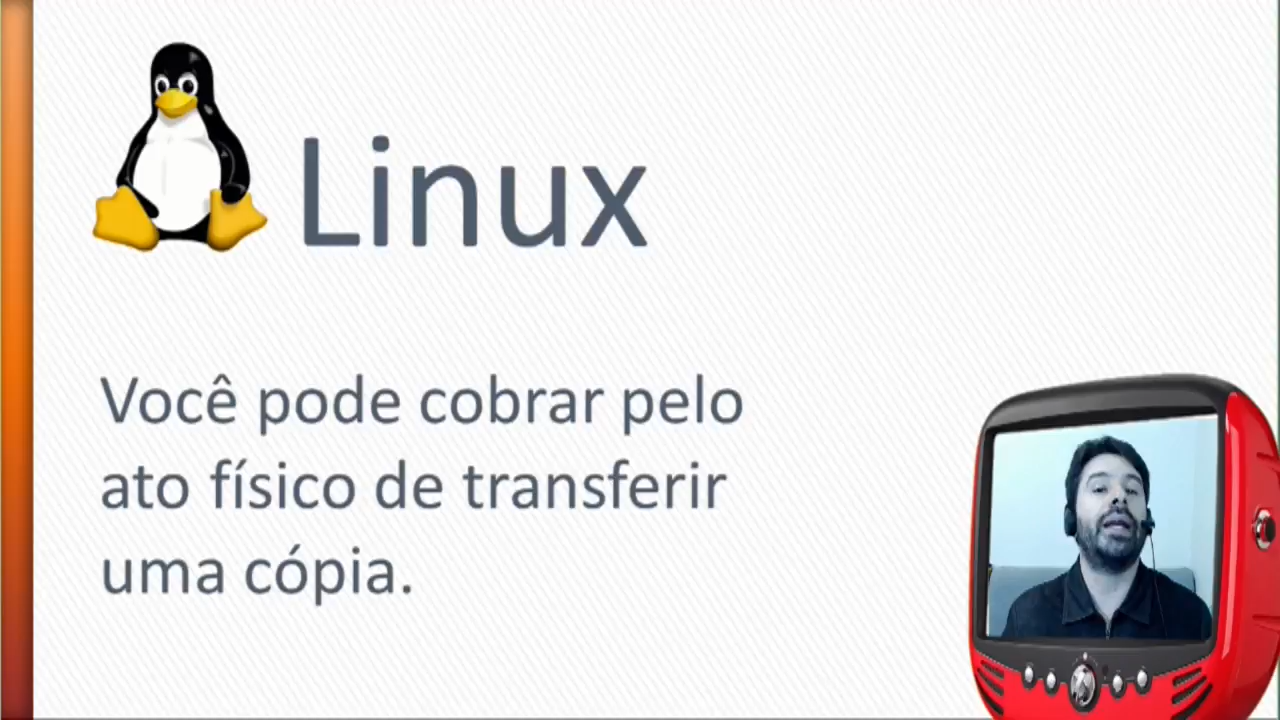 Linux
Você pode cobrar pelo
ato físico de transferir
uma cópia.